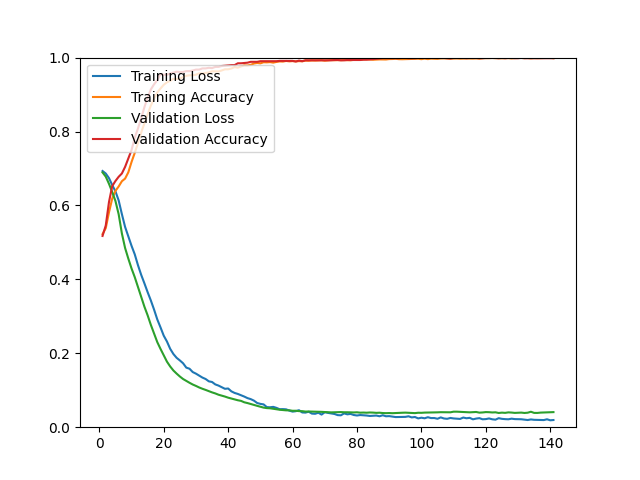 Training Loss
Training Accuracy
Validation Loss
Validation Accuracy
1.0
0.8
0.6
0.4
0.2
0.0
0 20 40 60 80 100 120 140